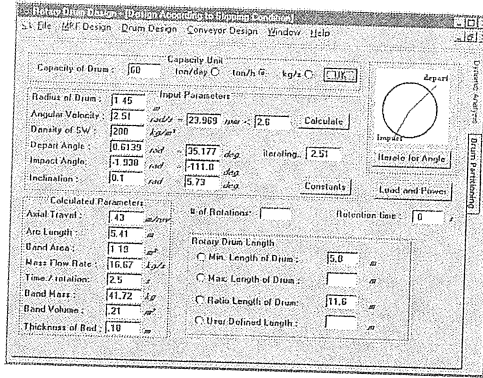 Rotary Drum Design - [Design According to Slipping Condition]
File MRF Design Drum Design Conveyor Design Window Help
Capacity Unit
Capacity of Drum : 60 ton/day ton/h kg/s OK
depart
impact
Input Parameters
Radius of Drum : 1.45 m
Angular Velocity : 2.51 rad/s = 23.969 2.6 Calculate
Density of SW : 200 kg/m³
Depart Angle : 0.6139 rad = 35.177 deg iterating.. 2.51
Impact Angle: -1.938 rad = -111.0 deg
Iterate for Angle
Inclination : 0.1 rad 5.73 deg Constants
Load and Power
Dynamic Analysis
Drum Partitioning
Calculated Parameters
Axial Travel : .43 m/rev
# of Rotations: Retention time : 0 s
Arc Length : 5.41 m
Band Area : 1.19 m²
Mass Flow Rate : 16.67 kg/s
Time / rotation: 2.5 s
Band Mass : 41.72 kg
Band Volume : .21 m³
Thickness of Bed : .18 m
Rotary Drum Length
Min. Length of Drum : 5.8 m
Max. Length of Drum : m
Ratio Length of Drum: 11.6 m
User Defined Length : m